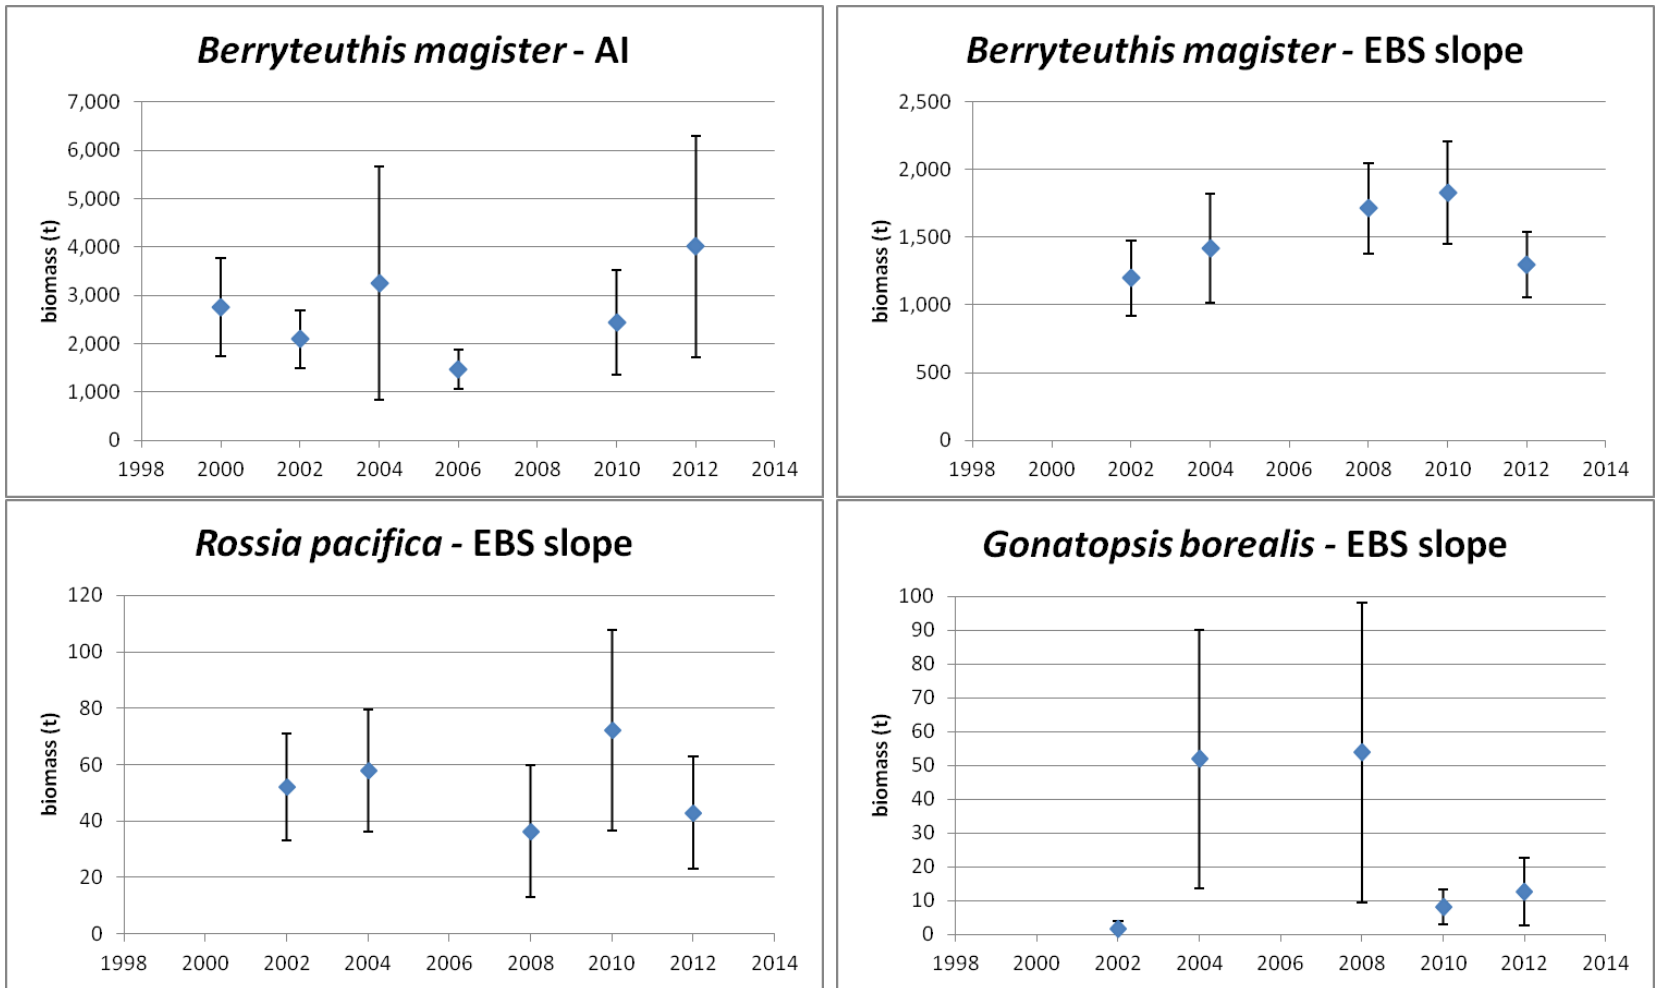 Berryteuthis magister - AI
7,000
6,000
5,000
4,000
3,000
2,000
1,000
0
biomass (t)
1998 2000 2002 2004 2006 2008 2010 2012 2014
Berryteuthis magister - EBS slope
2,500
2,000
1,500
1,000
500
0
biomass (t)
1998 2000 2002 2004 2006 2008 2010 2012 2014
Rossia pacifica - EBS slope
120
100
80
60
40
20
0
biomass (t)
1998 2000 2002 2004 2006 2008 2010 2012 2014
Gonatopsis borealis - EBS slope
100
90
80
70
60
50
40
30
20
10
0
biomass (t)
1998 2000 2002 2004 2006 2008 2010 2012 2014